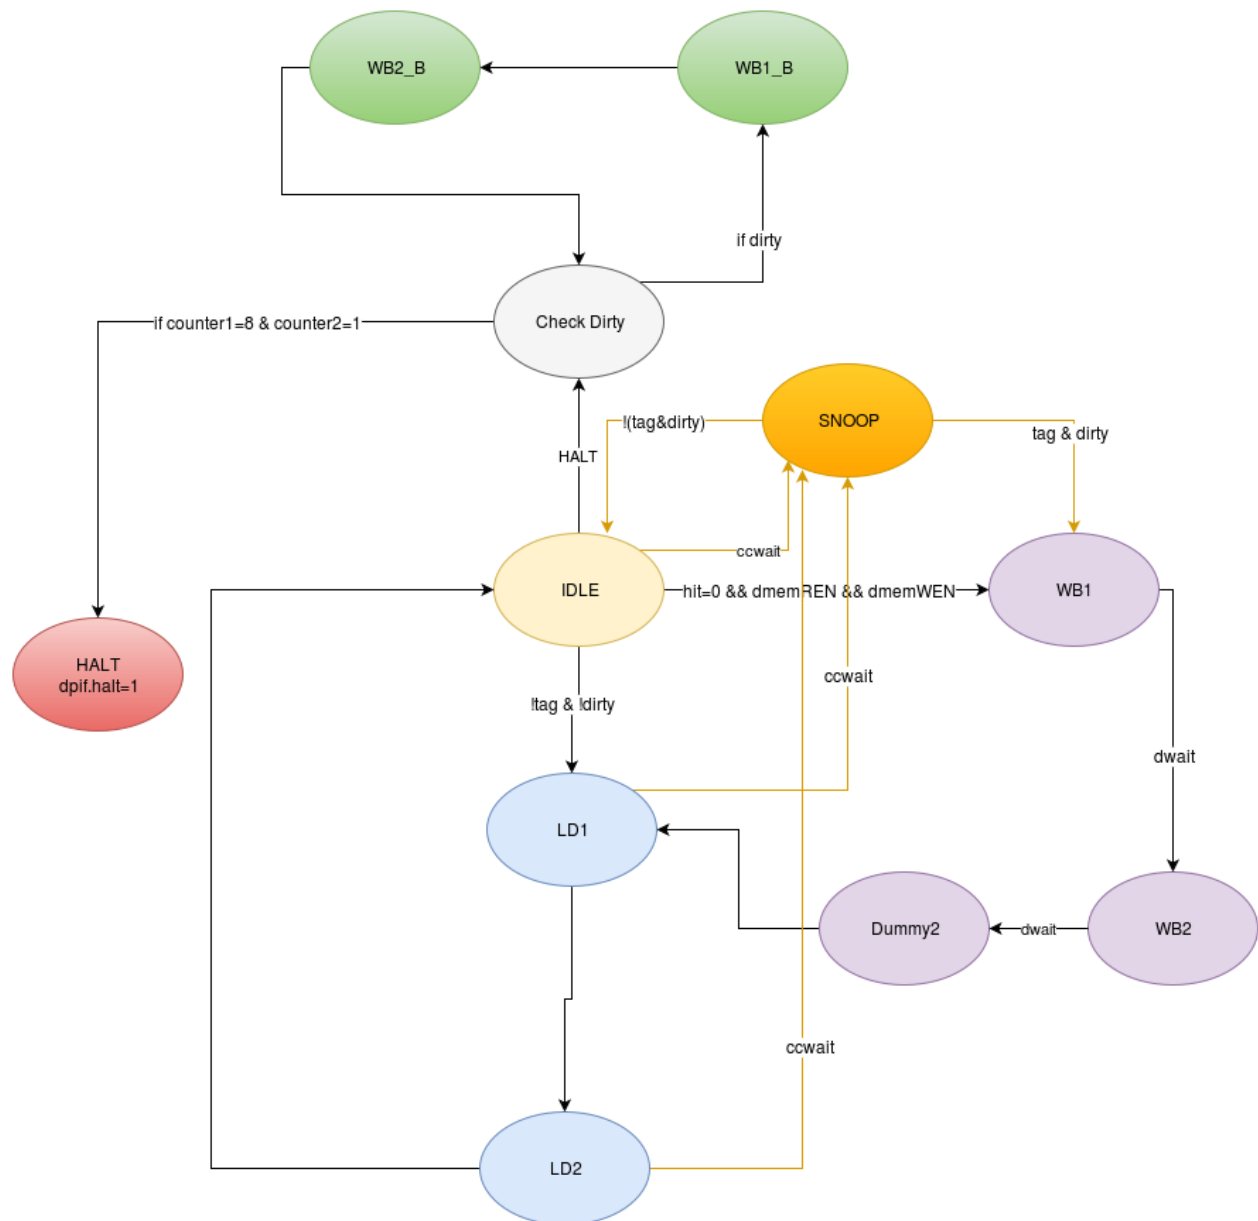 WB2_B
WB1_B
if dirty
Check Dirty
if counter1=8 & counter2=1
SNOOP
!(tag&dirty)
tag & dirty
HALT
ccwait
IDLE
hit=0 && dmemREN && dmemWEN
WB1
HALT
dpif.halt=1
ccwait
!tag & !dirty
dwait
LD1
Dummy2
dwait
WB2
ccwait
LD2